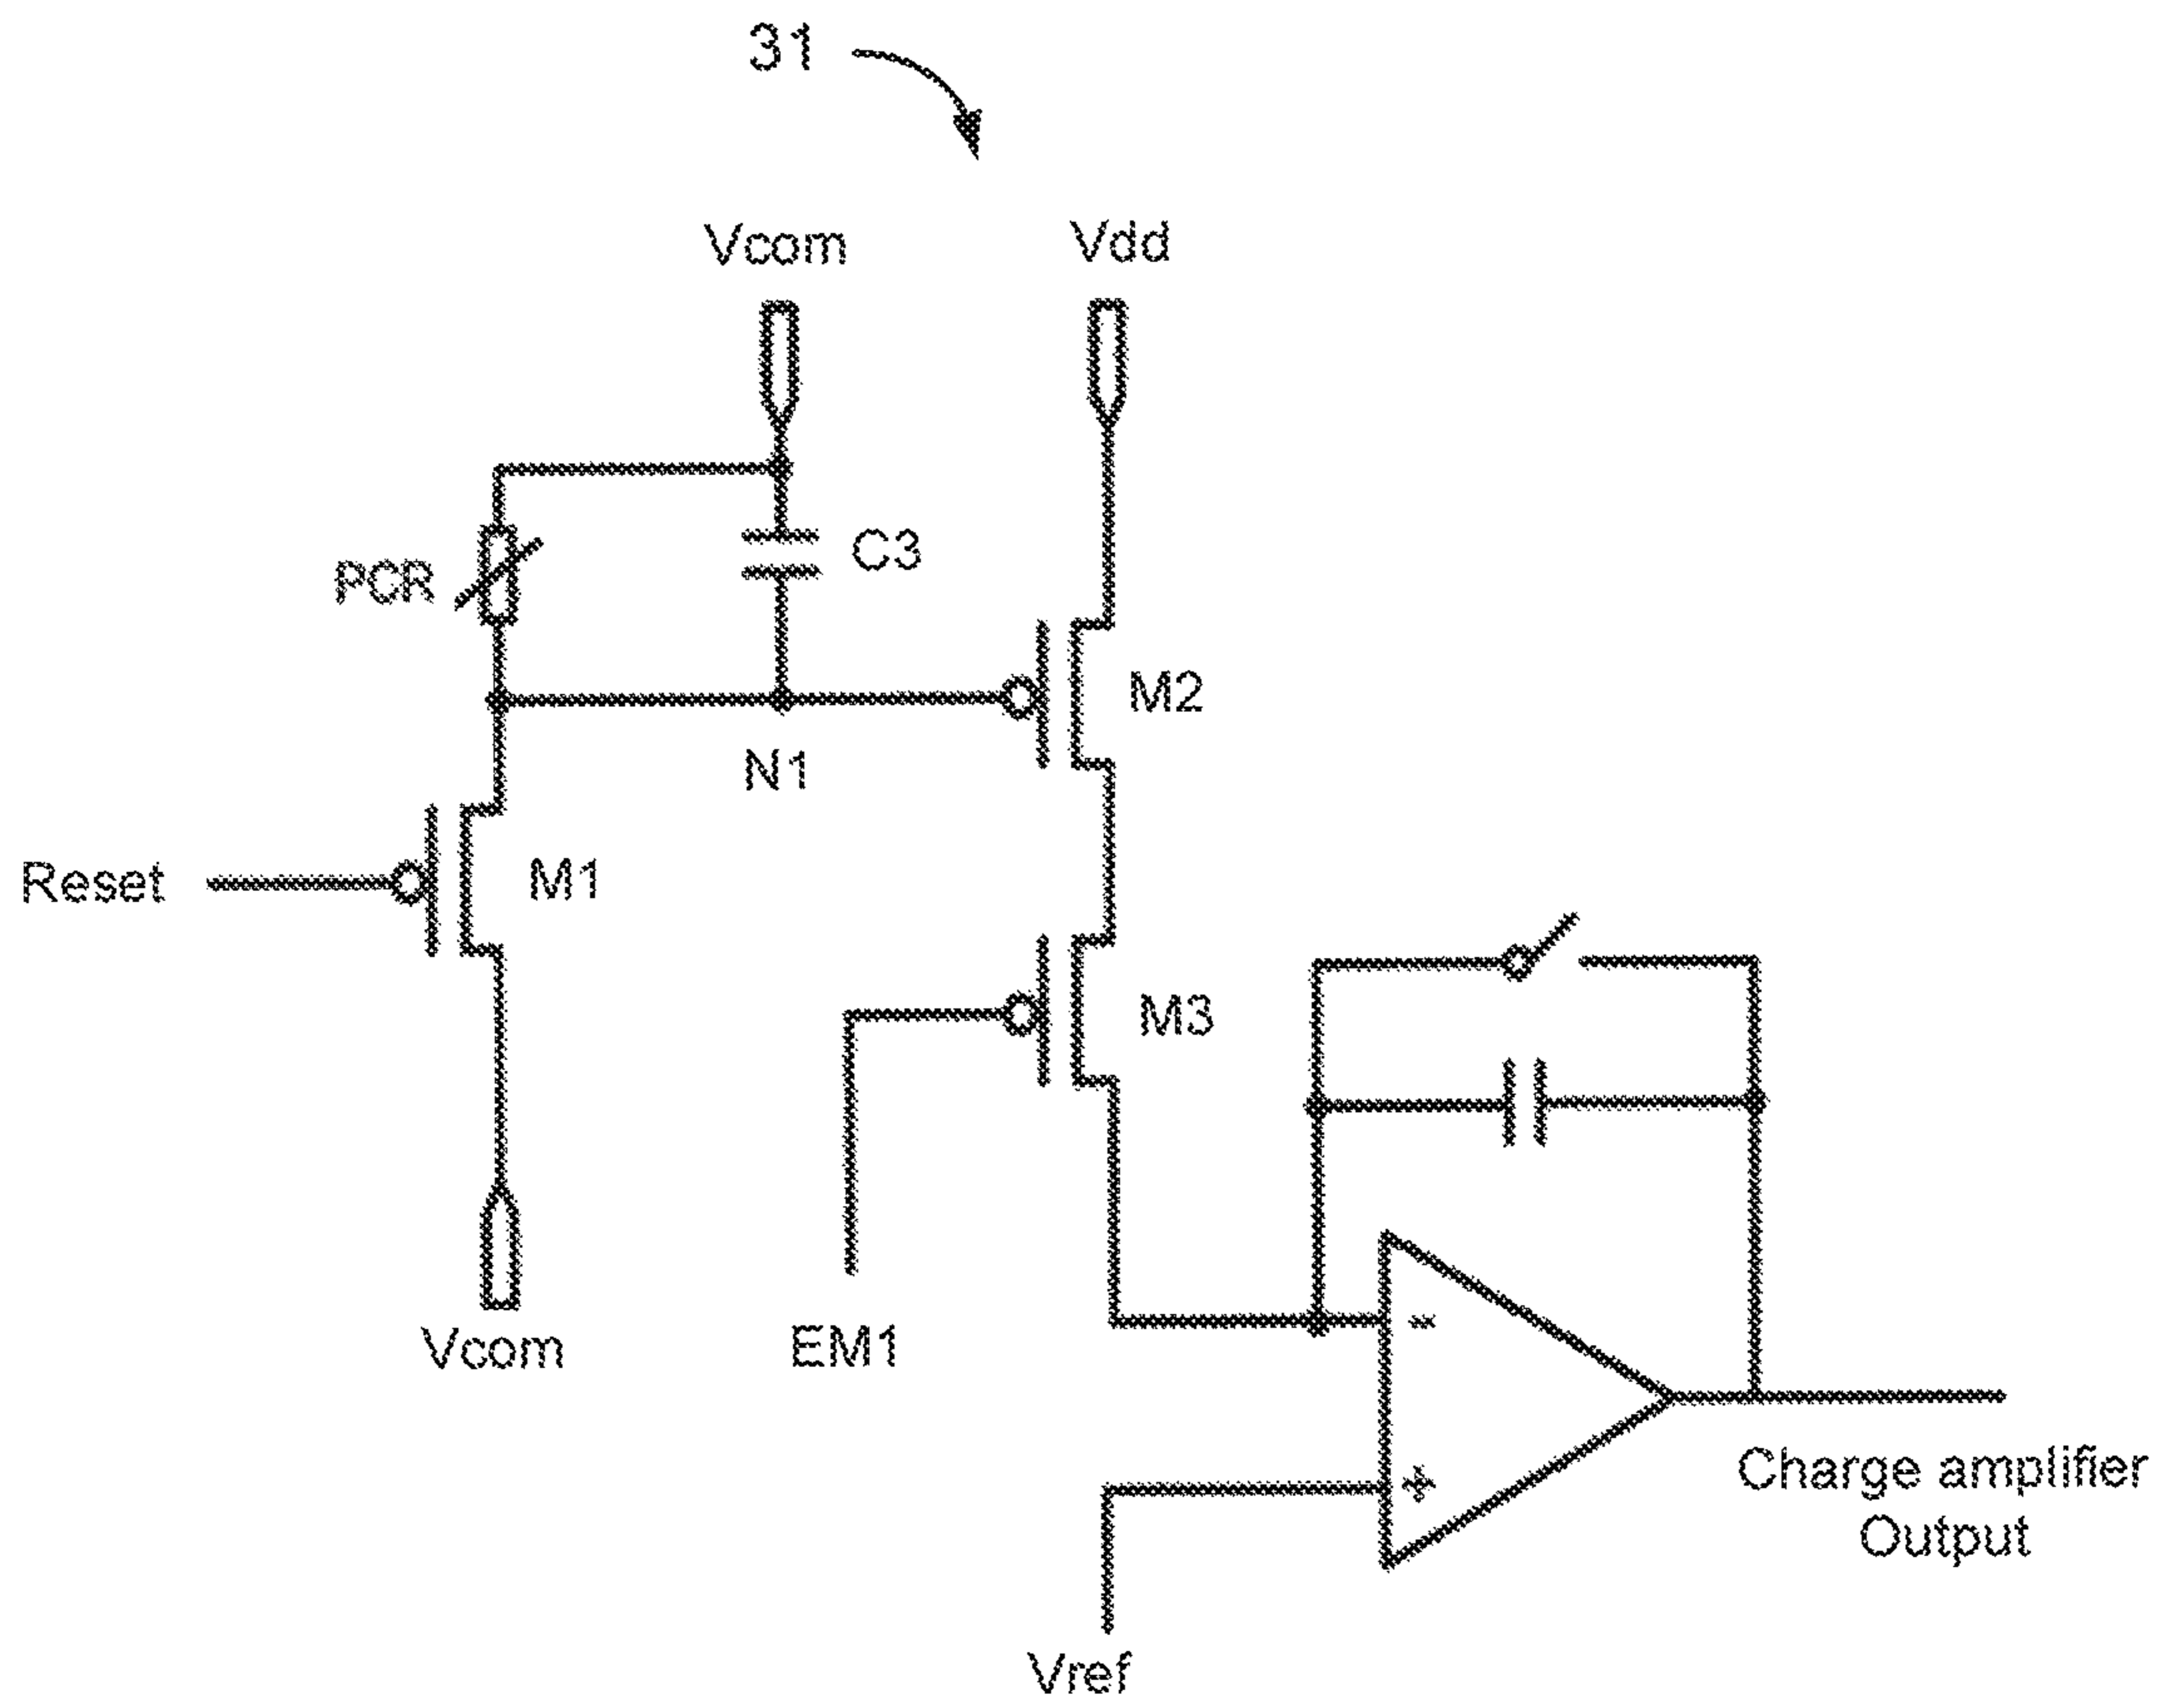 31
Vcom
Vdd
PCR
C3
M2
N1
Reset
M1
M3
-
Vcom
EM1
+
Charge amplifier
Output
Vref